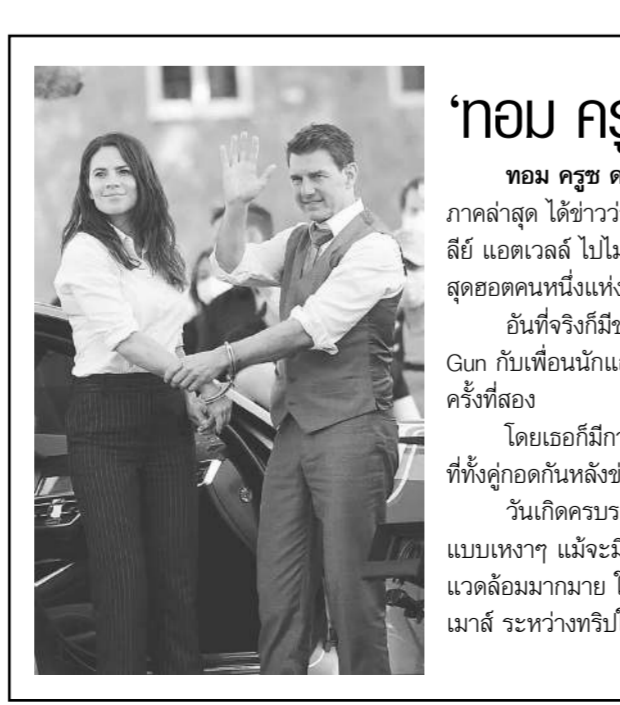 ‘ทอม ครู
ทอม ครูซ ด
ภาคล่าสุด ได้ข่าวว่
ลีย์ แอตเวลล์ ไปไม
สุดฮอตคนหนึ่งแห่ง
อันที่จริงก็มีข
Gun กับเพื่อนนักแ
ครั้งที่สอง
โดยเธอก็มีกา
ที่ทั้งคู่กอดกันหลังข
วันเกิดครบร
แบบเหงาๆ แม้จะมี
แวดล้อมมากมาย ใ
เมาส์ ระหว่างทริปใ